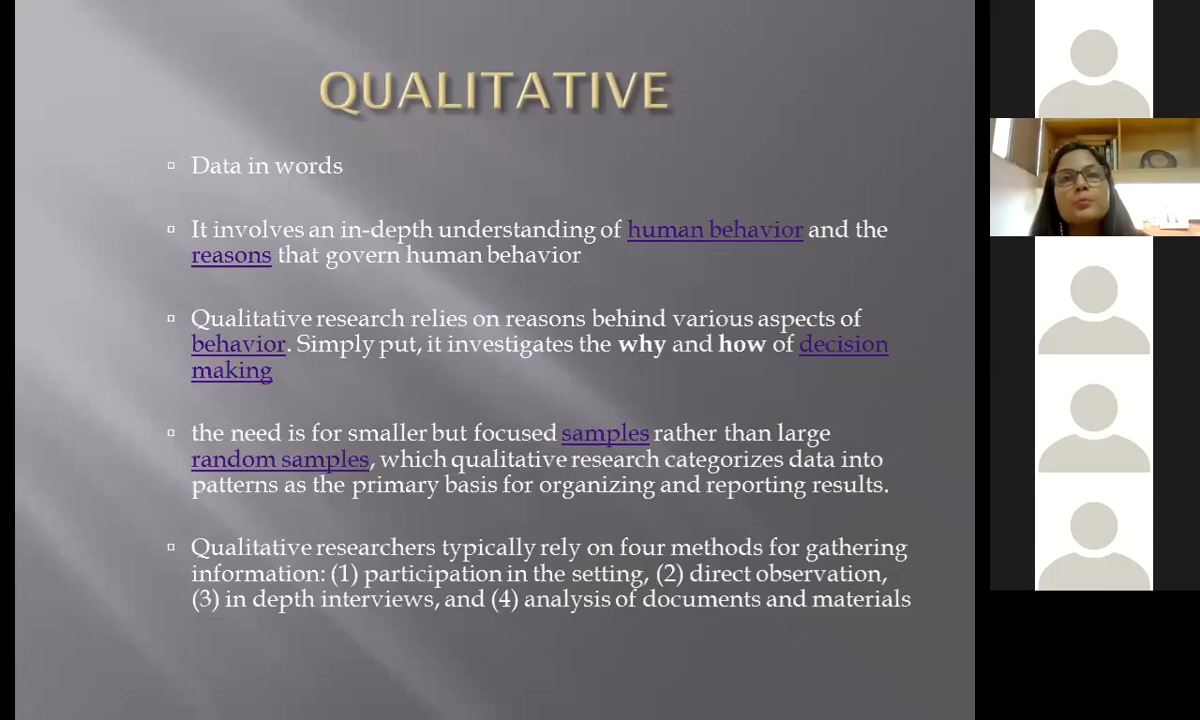 QUALITATIVE
Data in words
It involves an in-depth understanding of human behavior and the
reasons that govern human behavior
Qualitative research relies on reasons behind various aspects of
behavior. Simply put, it investigates the why and how of decision
making
the need is for smaller but focused samples rather than large
random samples, which qualitative research categorizes data into
patterns as the primary basis for organizing and reporting results.
Qualitative researchers typically rely on four methods for gathering
information: (1) participation in the setting, (2) direct observation,
(3) in depth interviews, and (4) analysis of documents and materials